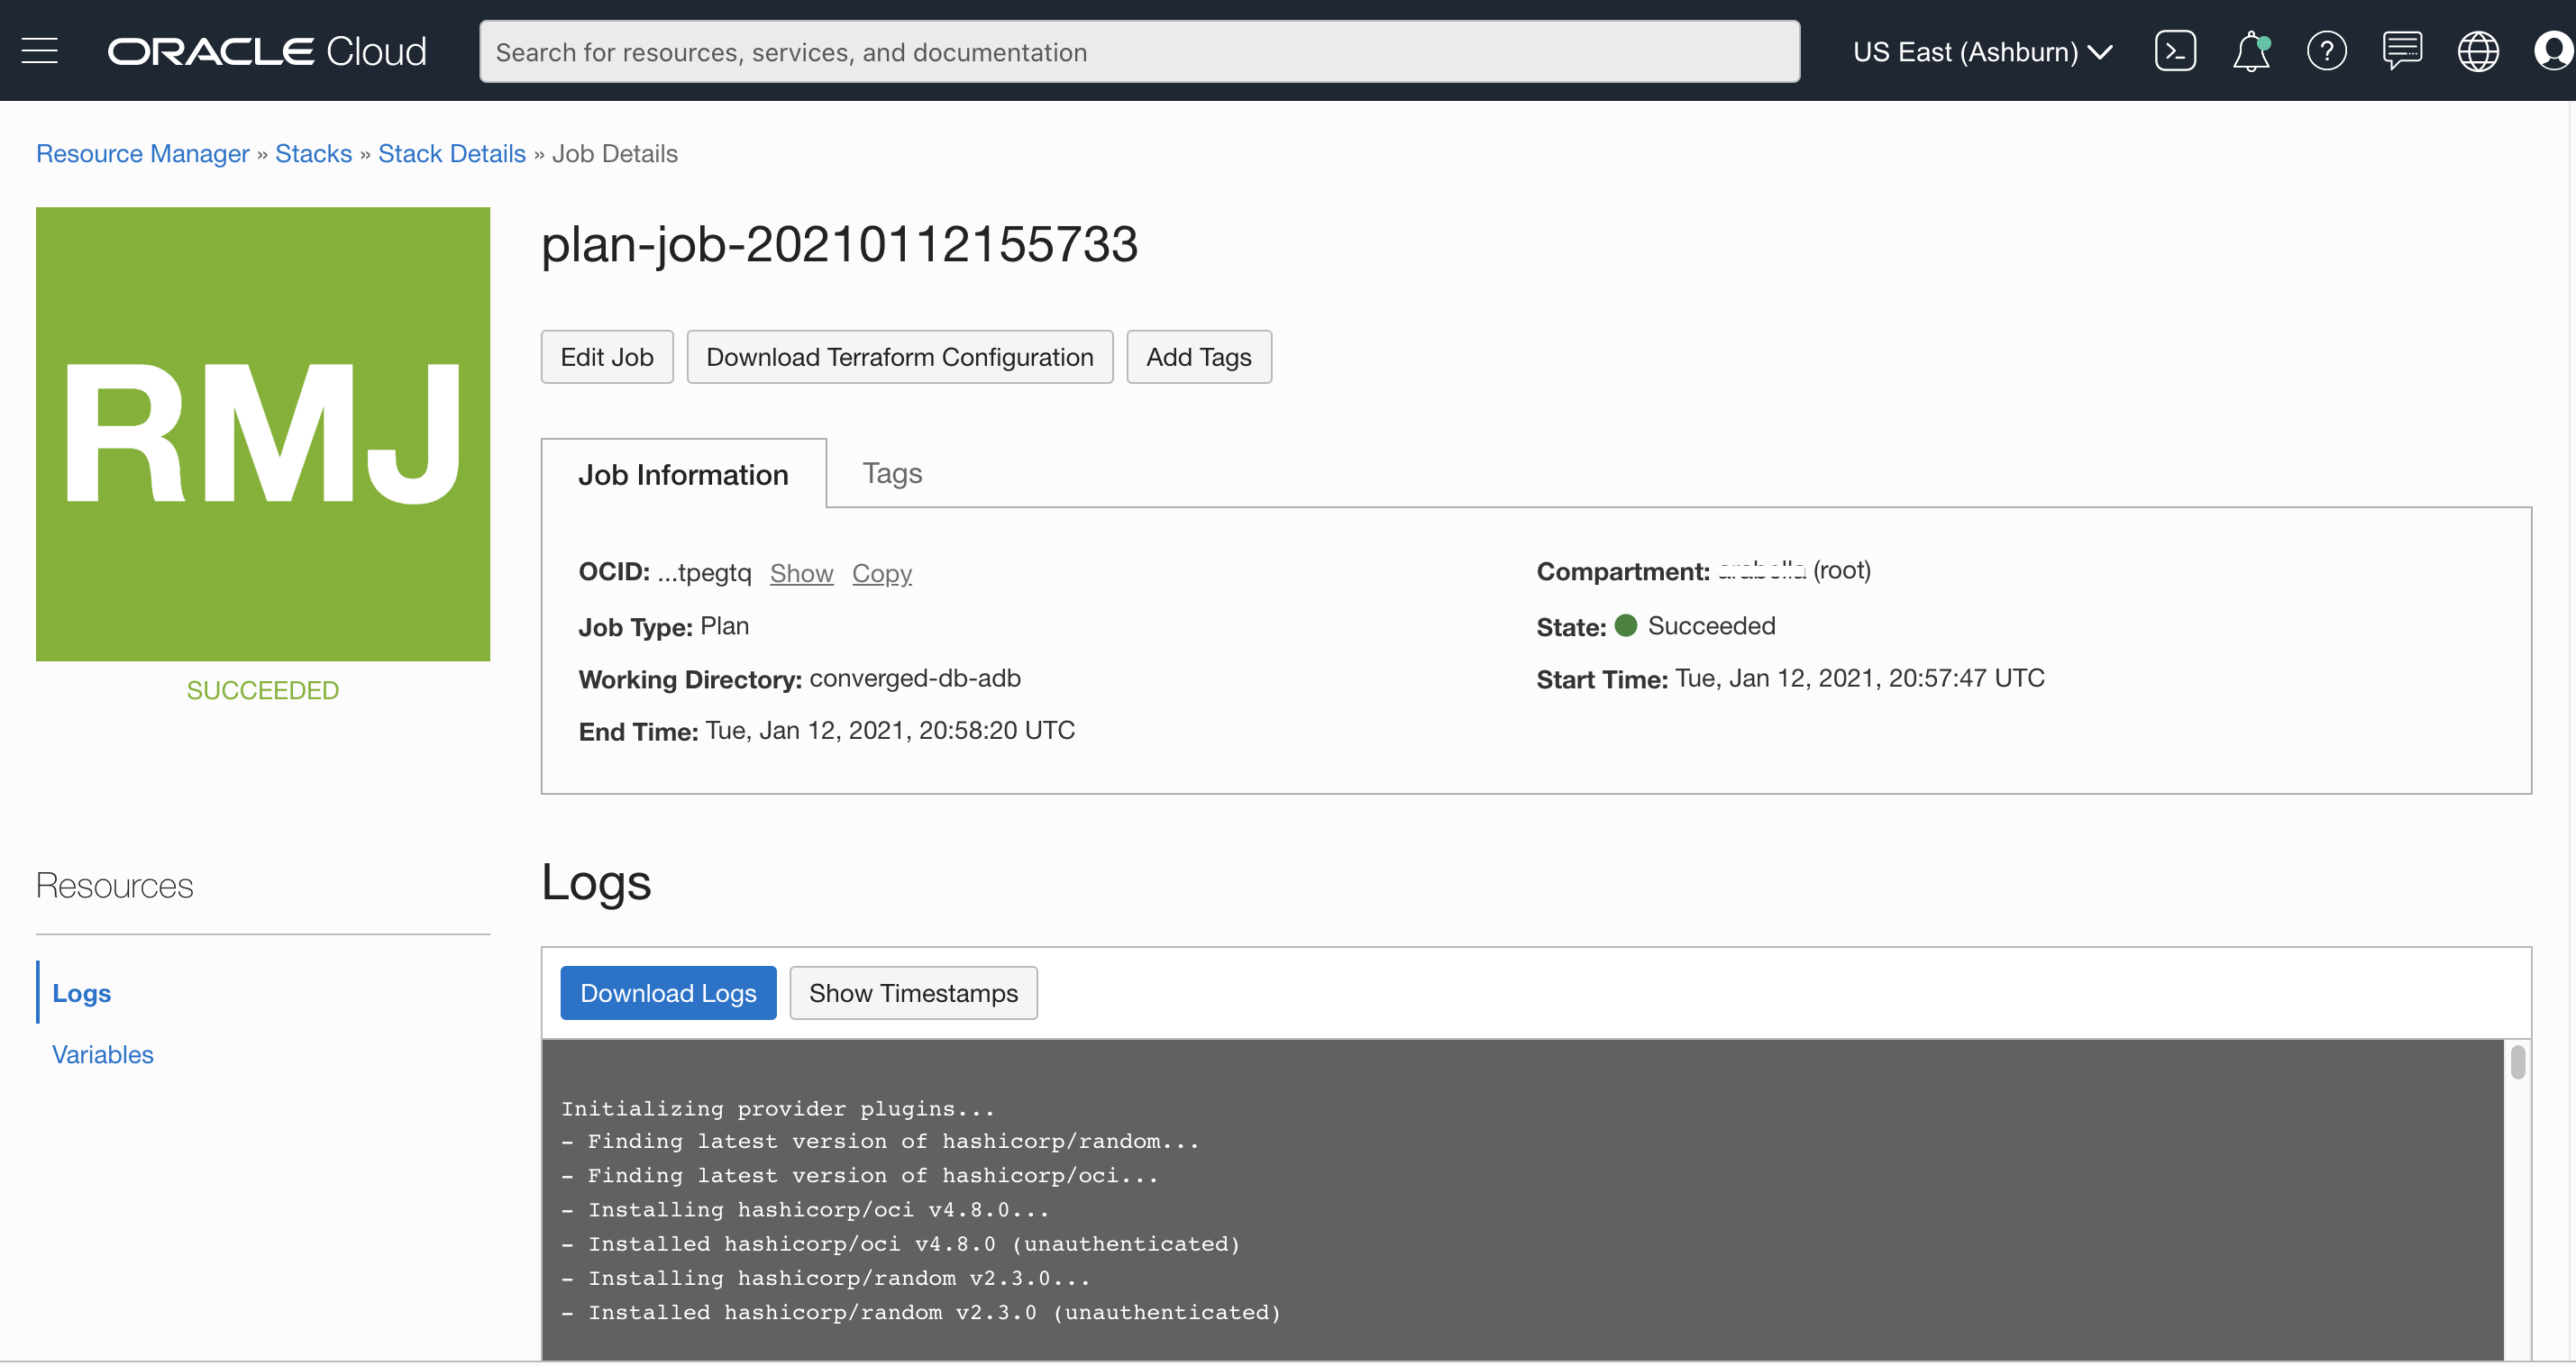 ORACLE Cloud
Search for resources, services, and documentation
US East (Ashburn)
Resource Manager » Stacks » Stack Details » Job Details
RMJ
SUCCEEDED
plan-job-20210112155733
Edit Job
Download Terraform Configuration
Add Tags
Job Information
Tags
OCID: ...tpegtq Show Copy
Compartment: (root)
Job Type: Plan
State: Succeeded
Working Directory: converged-db-adb
Start Time: Tue, Jan 12, 2021, 20:57:47 UTC
End Time: Tue, Jan 12, 2021, 20:58:20 UTC
Resources
Logs
Variables
Logs
Download Logs
Show Timestamps
Initializing provider plugins...
- Finding latest version of hashicorp/random...
- Finding latest version of hashicorp/oci...
- Installing hashicorp/oci v4.8.0...
- Installed hashicorp/oci v4.8.0 (unauthenticated)
- Installing hashicorp/random v2.3.0...
- Installed hashicorp/random v2.3.0 (unauthenticated)